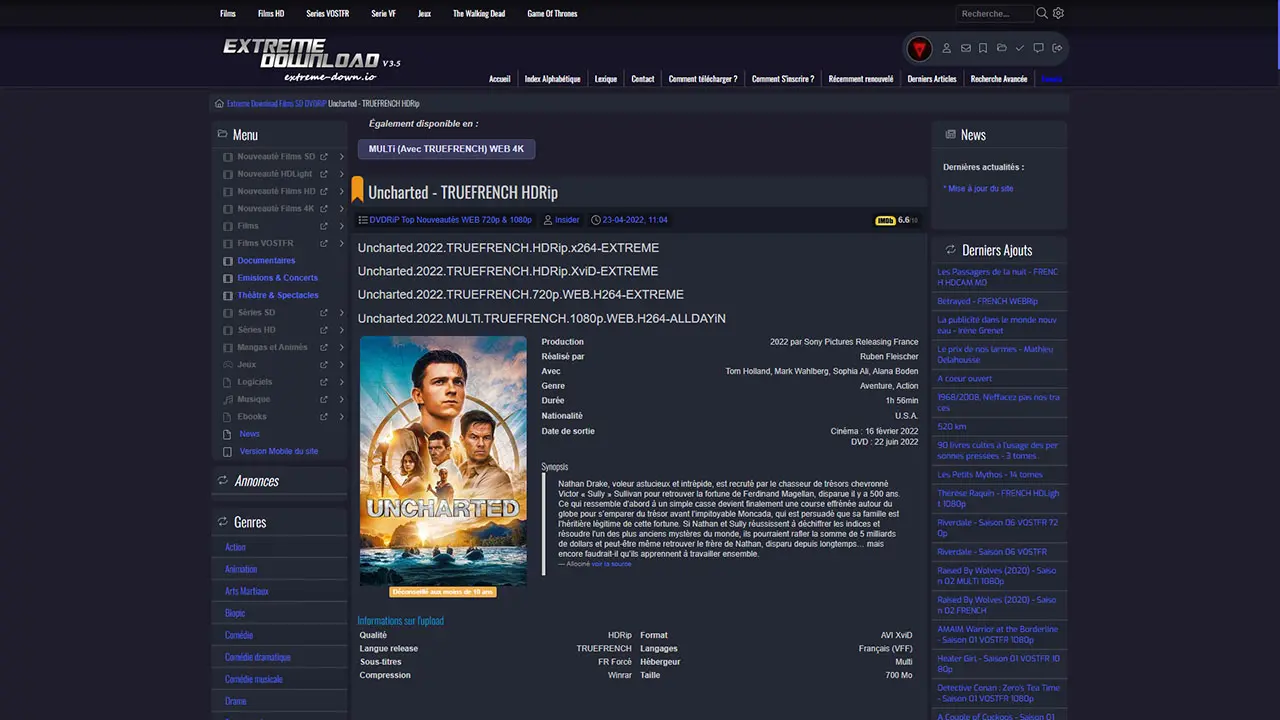 Films Films HD Series VOSTFR Serie VF Jeux The Walking Dead Game Of Thrones
Recherche...
EXTREME
DOWNLOAD V 3.5
extreme-down.io
Accueil Index Alphabétique Lexique Contact Comment télécharger ? Comment S'inscrire ? Récemment renouvelé Derniers Articles Recherche Avancée
Extreme Download Films SD DVDRiP Uncharted - TRUEFRENCH HDRip
Menu
Nouveauté Films SD
Nouveauté HDLight
Nouveauté Films HD
Nouveauté Films 4K
Films
Films VOSTFR
Documentaires
Emisions & Concerts
Théâtre & Spectacles
Séries SD
Séries HD
Mangas et Animés
Jeux
Logiciels
Musique
Ebooks
News
Version Mobile du site
Annonces
Genres
Action
Animation
Arts Martiaux
Biopic
Comédie
Comédie dramatique
Comédie musicale
Drame
Également disponible en :
MULTi (Avec TRUEFRENCH) WEB 4K
Uncharted - TRUEFRENCH HDRip
DVDRiP Top Nouveautés WEB 720p & 1080p Insider 23-04-2022, 11:04
IMDb 6.6/10
Uncharted.2022.TRUEFRENCH.HDRip.x264-EXTREME
Uncharted.2022.TRUEFRENCH.HDRip.XviD-EXTREME
Uncharted.2022.TRUEFRENCH.720p.WEB.H264-EXTREME
Uncharted.2022.MULTi.TRUEFRENCH.1080p.WEB.H264-ALLDAYiN
UNCHARTED
Déconseillé aux moins de 10 ans
Production 2022 par Sony Pictures Releasing France
Réalisé par Ruben Fleischer
Avec Tom Holland, Mark Wahlberg, Sophia Ali, Alana Boden
Genre Aventure, Action
Durée 1h 56min
Nationalité U.S.A.
Date de sortie Cinéma : 16 février 2022
DVD : 22 juin 2022
Synopsis
Nathan Drake, voleur astucieux et intrépide, est recruté par le chasseur de trésors chevronné
Victor « Sully » Sullivan pour retrouver la fortune de Ferdinand Magellan, disparue il y a 500 ans.
Ce qui ressemble d'abord à un simple casse devient finalement une course effrénée autour du
globe pour s'emparer du trésor avant l'impitoyable Moncada, qui est persuadé que sa famille est
l'héritière légitime de cette fortune. Si Nathan et Sully réussissent à déchiffrer les indices et
résoudre l'un des plus anciens mystères du monde, ils pourraient rafler la somme de 5 milliards
de dollars et peut-être même retrouver le frère de Nathan, disparu depuis longtemps... mais
encore faudrait-il qu'ils apprennent à travailler ensemble.
— Allociné voir la source
Informations sur l'upload
Qualité HDRip Format AVI XviD
Langue release TRUEFRENCH Langages Français (VFF)
Sous-titres FR Forcé Hébergeur Multi
Compression Winrar Taille 700 Mo
News
Dernières actualités :
* Mise à jour du site
Derniers Ajouts
Les Passagers de la nuit - FRENC
H HDCAM MD
Betrayed - FRENCH WEBRip
La publicité dans le monde nouv
eau - Irène Grenet
Le prix de nos larmes - Mathieu
Delahousse
A coeur ouvert
1968/2008, N'effacez pas nos tra
ces
520 km
90 livres cultes à l'usage des per
sonnes pressées - 3 tomes
Les Petits Mythos - 14 tomes
Thérèse Raquin - FRENCH HDLigh
t 1080p
Riverdale - Saison 06 VOSTFR 72
0p
Riverdale - Saison 06 VOSTFR
Raised By Wolves (2020) - Saiso
n 02 MULTI 1080p
Raised By Wolves (2020) - Saiso
n 02 FRENCH
AMAIM Warrior at the Borderline
- Saison 01 VOSTFR 1080p
Healer Girl - Saison 01 VOSTFR 10
80p
Detective Conan : Zero's Tea Time
- Saison 01 VOSTFR 1080p
A Couple of Cuckoos - Saison 01